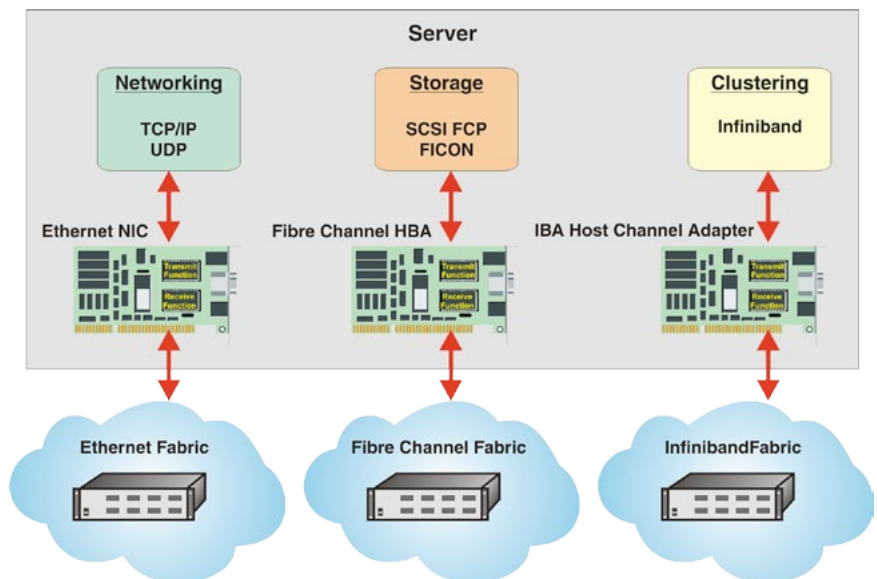 Server
Networking
TCP/IP
UDP
Storage
SCSI FCP
FICON
Clustering
Infiniband
Ethernet NIC
Fibre Channel HBA
IBA Host Channel Adapter
Transmit
Function
Receive
Function
Transmit
Function
Receive
Function
Transmit
Function
Receive
Function
Ethernet Fabric
Fibre Channel Fabric
InfinibandFabric